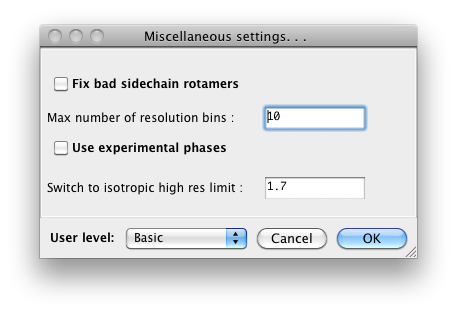 Miscellaneous settings. . .
Fix bad sidechain rotamers
Max number of resolution bins : 10
Use experimental phases
Switch to isotropic high res limit : 1.7
User level: Basic Cancel OK